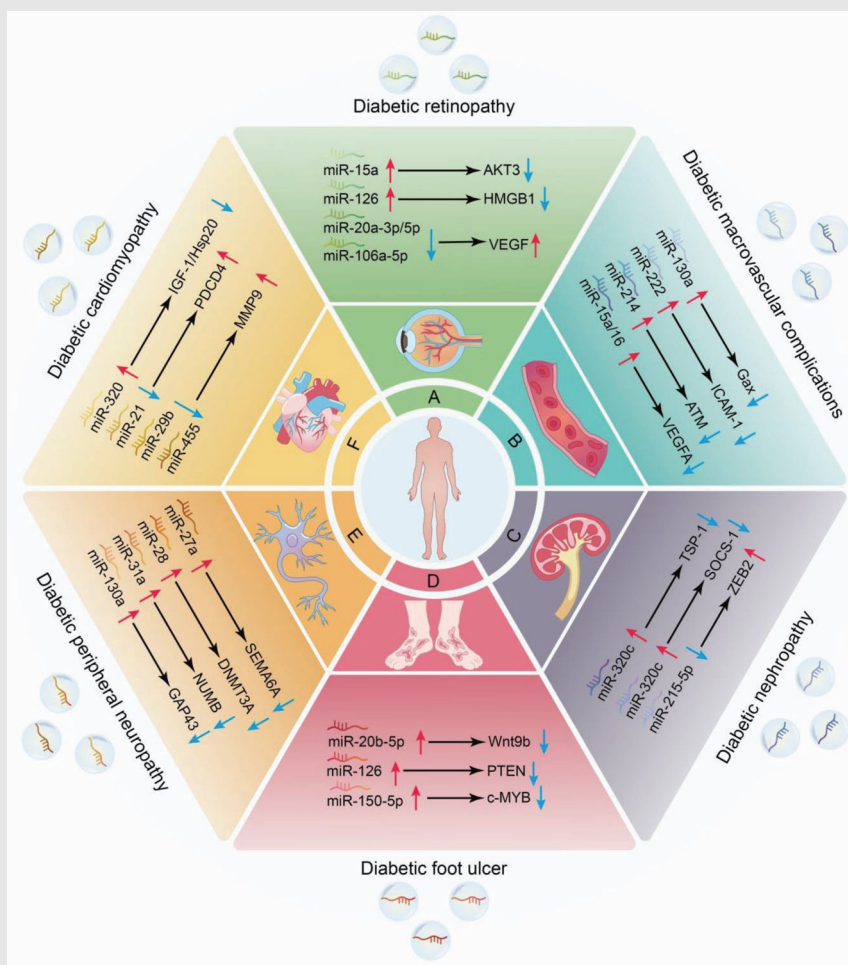 Diabetic retinopathy
miR-15a
AKT3
miR-126
HMGB1
miR-20a-3p/5p
VEGF
miR-106a-5p
A
Diabetic macrovascular complications
miR-130a
miR-222
miR-214
miR-15a/16
Gax
ICAM-1
ATM
VEGFA
B
Diabetic nephropathy
TSP-1
SOCS-1
ZEB2
miR-320c
miR-320c
miR-215-5p
C
D
miR-20b-5p
Wnt9b
miR-126
PTEN
miR-150-5p
c-MYB
Diabetic foot ulcer
Diabetic peripheral neuropathy
miR-27a
miR-28
miR-31a
miR-130a
SEMA6A
DNMT3A
NUMB
GAP43
E
Diabetic cardiomyopathy
IGF-1/Hsp20
PDCD4
MMP9
miR-320
miR-21
miR-29b
miR-455
F